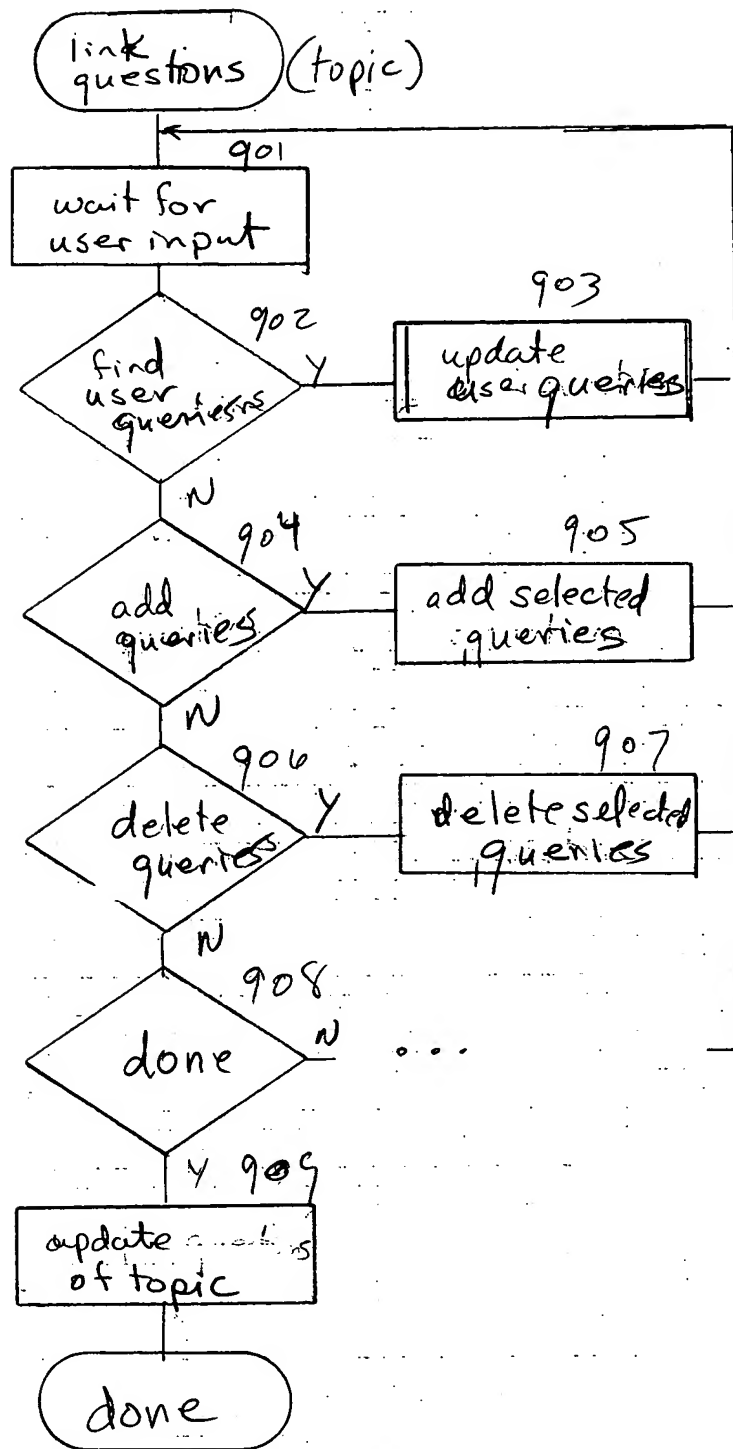 link
questions (topic)
901
wait for
user input
902
find
user
queries
Y
903
update
user queries
N
904
add
queries
Y
905
add selected
queries
N
906
delete
queries
Y
907
delete selected
queries
N
908
done
N
...
Y 909
update
of topic
done